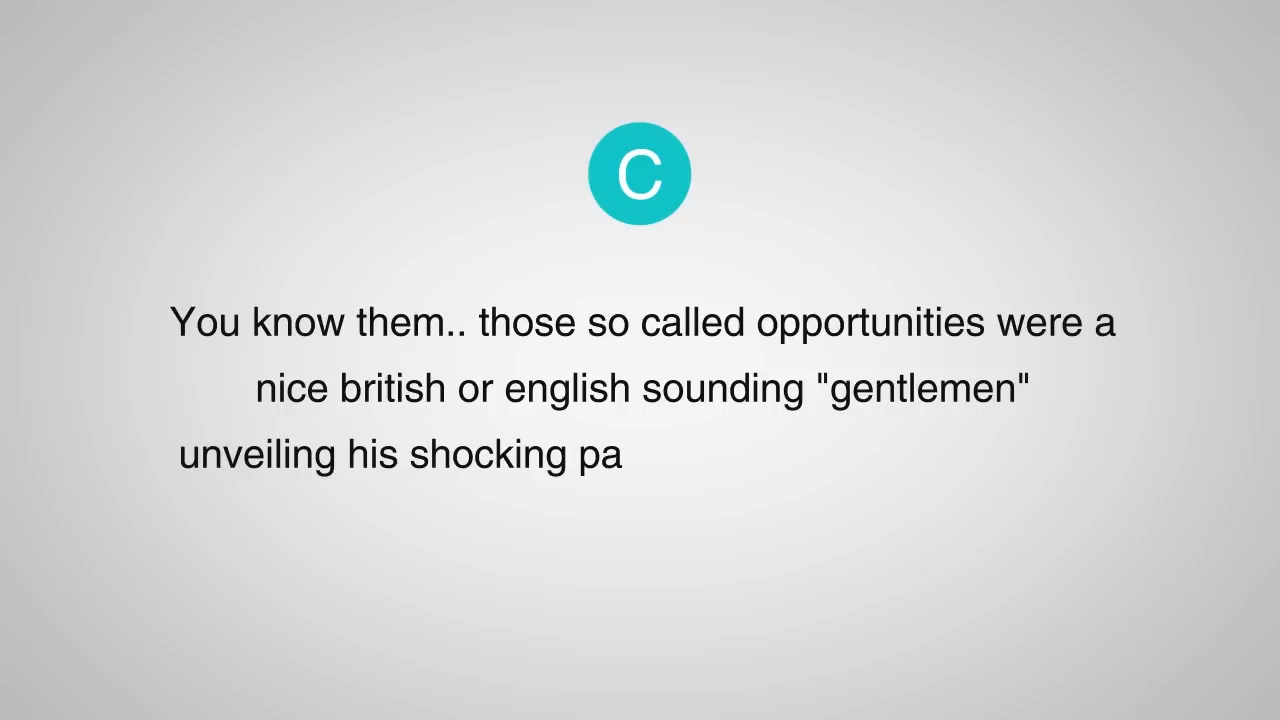 C
You know them.. those so called opportunities were a
nice british or english sounding "gentlemen"
unveiling his shocking pa